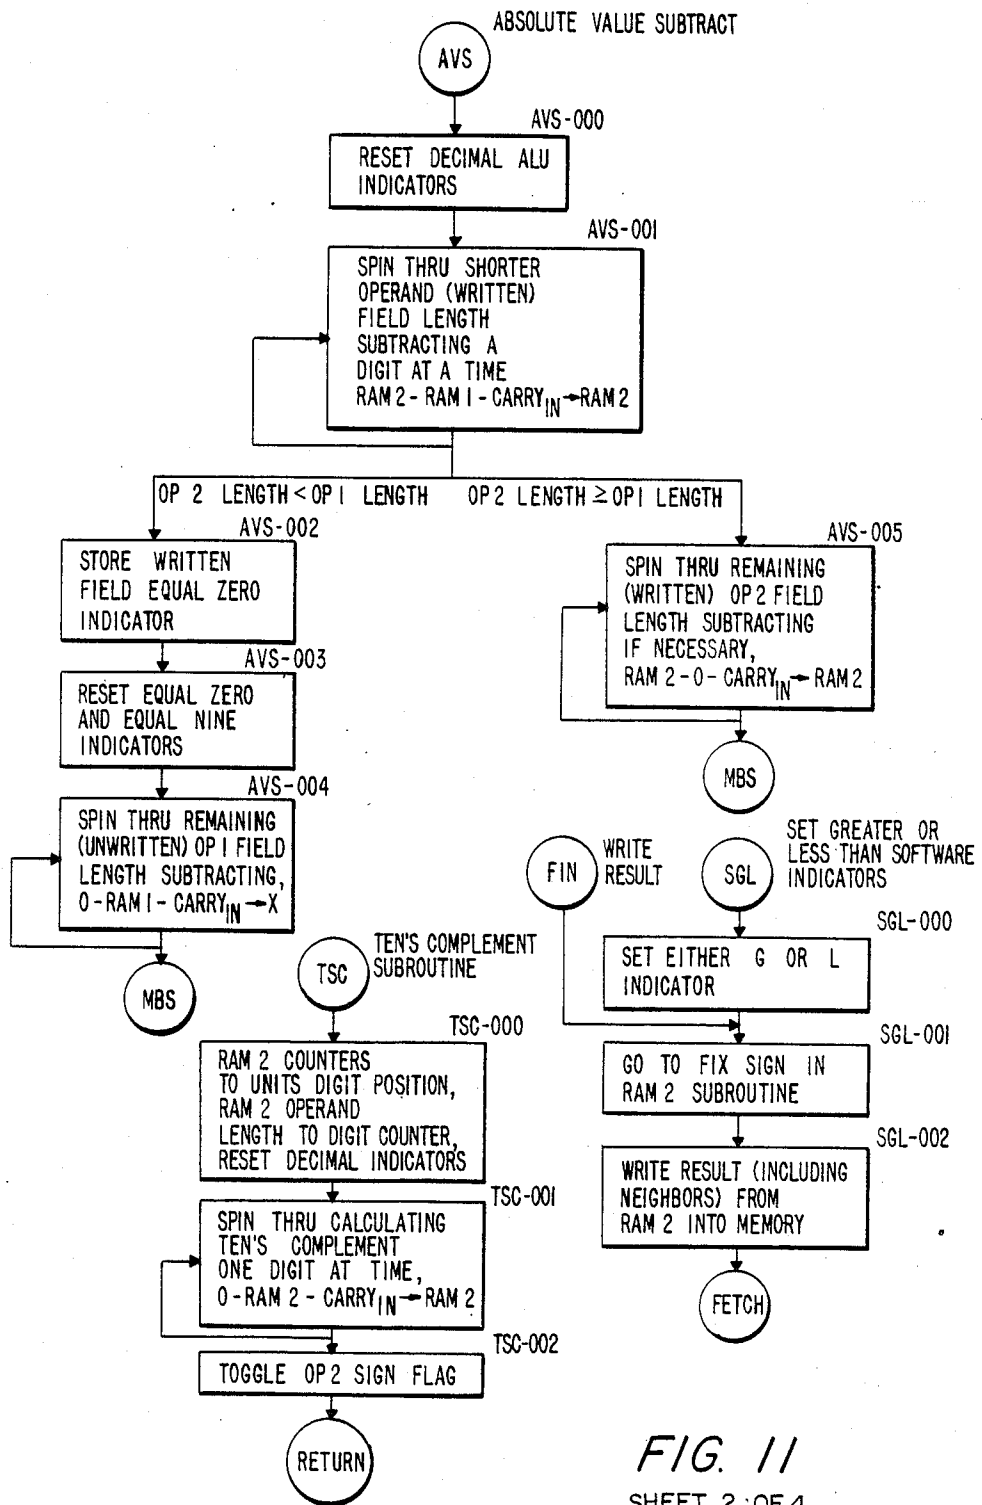 ABSOLUTE VALUE SUBTRACT
AVS
AVS-000
RESET DECIMAL ALU
INDICATORS
AVS-001
SPIN THRU SHORTER
OPERAND (WRITTEN)
FIELD LENGTH
SUBTRACTING A
DIGIT AT A TIME
RAM 2 - RAM 1 - CARRY IN → RAM 2
OP 2 LENGTH < OP 1 LENGTH
OP 2 LENGTH ≥ OP 1 LENGTH
AVS-002
STORE WRITTEN
FIELD EQUAL ZERO
INDICATOR
AVS-003
RESET EQUAL ZERO
AND EQUAL NINE
INDICATORS
AVS-004
SPIN THRU REMAINING
(UNWRITTEN) OP 1 FIELD
LENGTH SUBTRACTING,
0 - RAM 1 - CARRY IN → X
MBS
AVS-005
SPIN THRU REMAINING
(WRITTEN) OP 2 FIELD
LENGTH SUBTRACTING
IF NECESSARY,
RAM 2 - 0 - CARRY IN → RAM 2
MBS
TSC
TEN'S COMPLEMENT
SUBROUTINE
TSC-000
RAM 2 COUNTERS
TO UNITS DIGIT POSITION,
RAM 2 OPERAND
LENGTH TO DIGIT COUNTER,
RESET DECIMAL INDICATORS
TSC-001
SPIN THRU CALCULATING
TEN'S COMPLEMENT
ONE DIGIT AT TIME,
0 - RAM 2 - CARRY IN → RAM 2
TSC-002
TOGGLE OP 2 SIGN FLAG
RETURN
FIN
WRITE
RESULT
SGL
SET GREATER OR
LESS THAN SOFTWARE
INDICATORS
SGL-000
SET EITHER G OR L
INDICATOR
SGL-001
GO TO FIX SIGN IN
RAM 2 SUBROUTINE
SGL-002
WRITE RESULT (INCLUDING
NEIGHBORS) FROM
RAM 2 INTO MEMORY
FETCH
FIG. 11
SHEET 2 OF 4